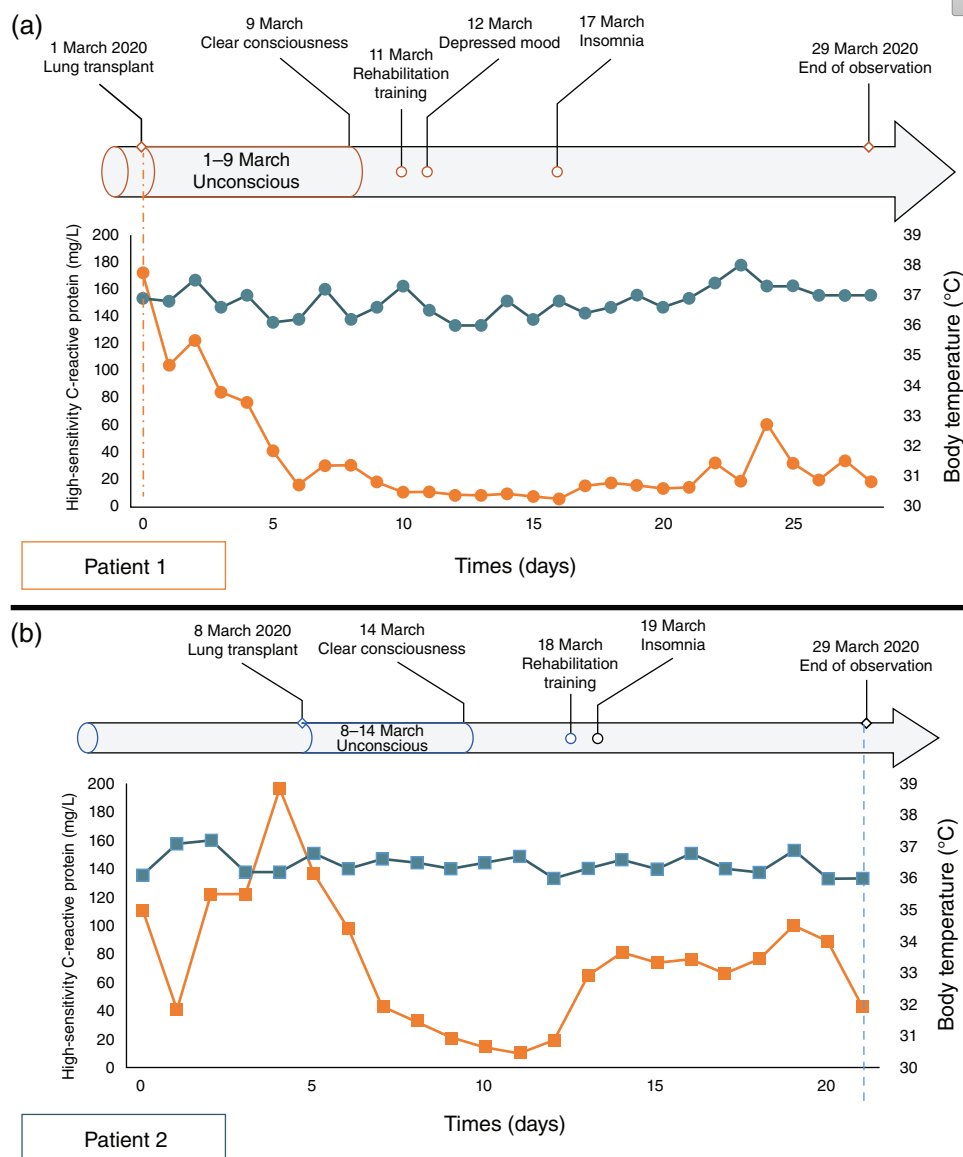 (a)
1 March 2020
Lung transplant
9 March
Clear consciousness
11 March
Rehabilitation
training
12 March
Depressed mood
17 March
Insomnia
29 March 2020
End of observation
1–9 March
Unconscious
High-sensitivity C-reactive protein (mg/L)
200
180
160
140
120
100
80
60
40
20
0
39
38
37
36
35
34
33
32
31
30
Body temperature (°C)
0 5 10 15 20 25
Times (days)
Patient 1
(b)
8 March 2020
Lung transplant
14 March
Clear consciousness
18 March
Rehabilitation
training
19 March
Insomnia
29 March 2020
End of observation
8–14 March
Unconscious
High-sensitivity C-reactive protein (mg/L)
200
180
160
140
120
100
80
60
40
20
0
39
38
37
36
35
34
33
32
31
30
Body temperature (°C)
0 5 10 15 20
Times (days)
Patient 2